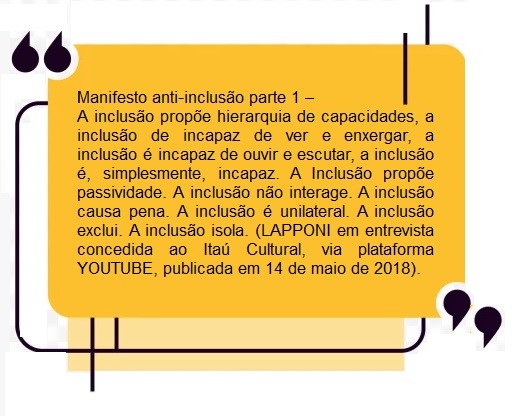 Manifesto anti-inclusão parte 1 –
A inclusão propõe hierarquia de capacidades, a
inclusão de incapaz de ver e enxergar, a
inclusão é incapaz de ouvir e escutar, a inclusão
é, simplesmente, incapaz. A Inclusão propõe
passividade. A inclusão não interage. A inclusão
causa pena. A inclusão é unilateral. A inclusão
exclui. A inclusão isola. (LAPPONI em entrevista
concedida ao Itaú Cultural, via plataforma
YOUTUBE, publicada em 14 de maio de 2018).